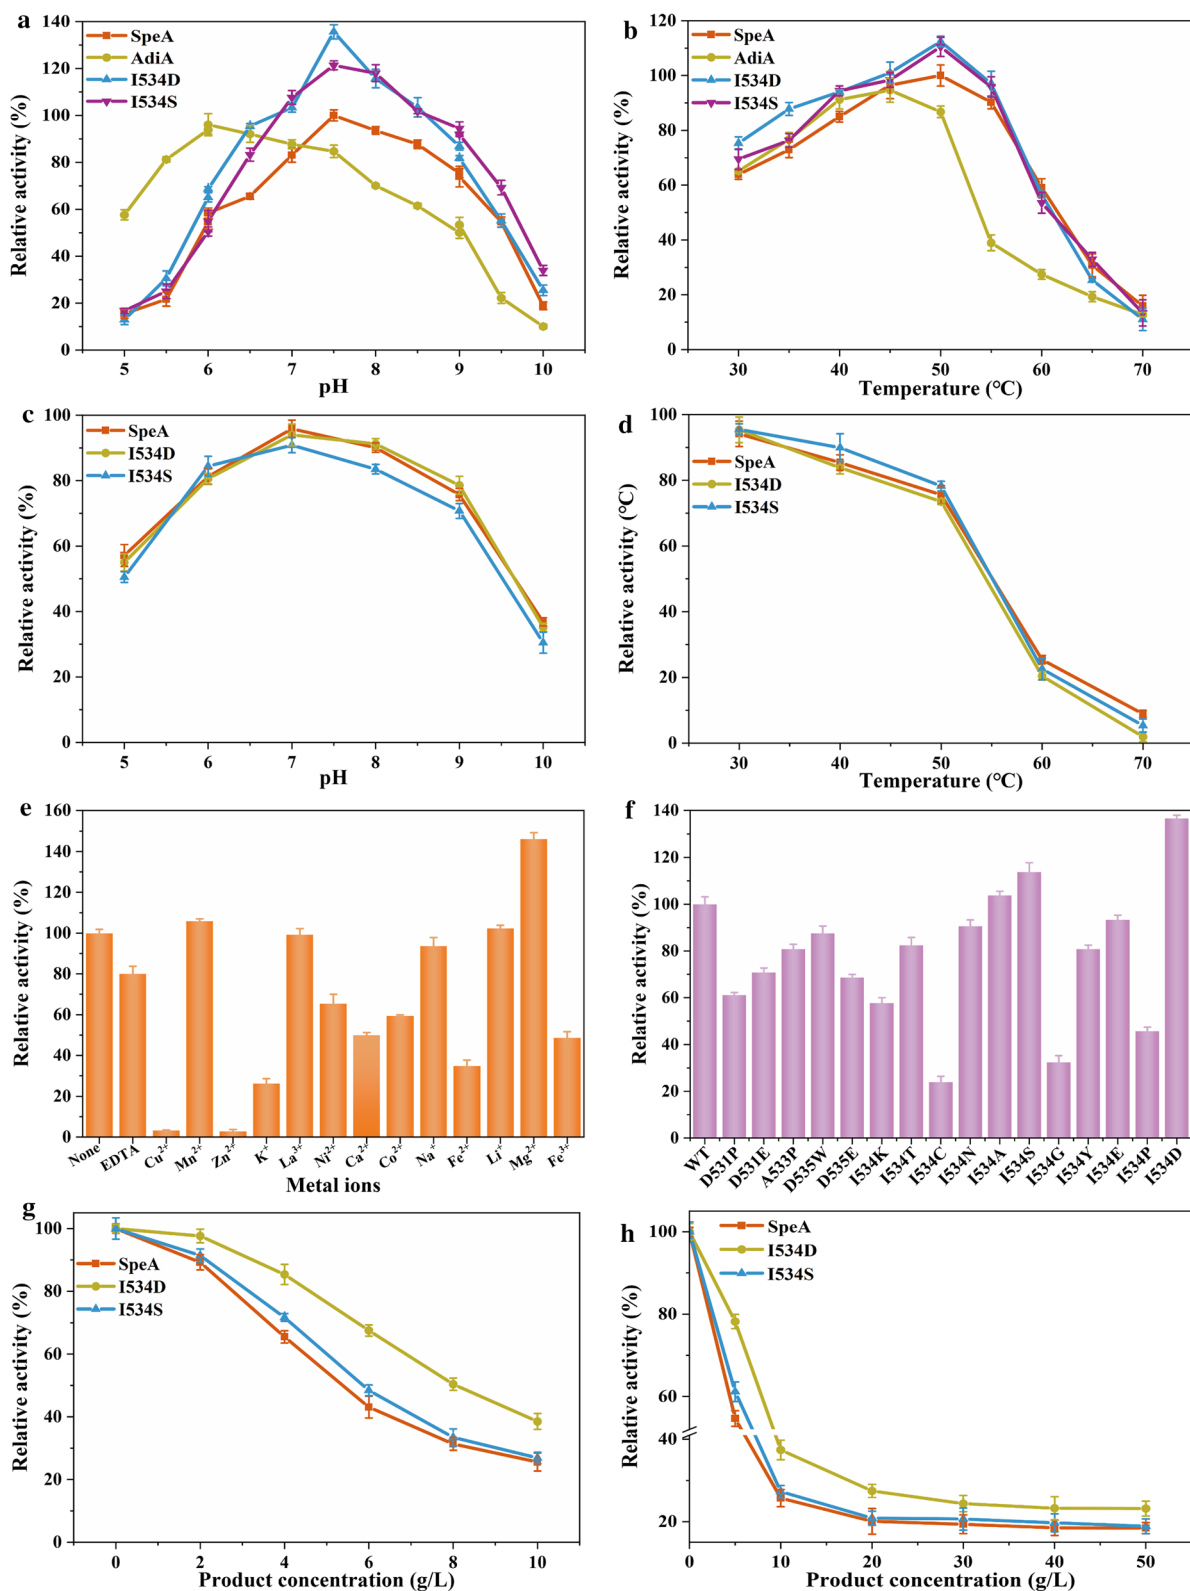 a
Relative activity (%)
140
120
100
80
60
40
20
0
SpeA
AdiA
I534D
I534S
5 6 7 8 9 10
pH
b
Relative activity (%)
120
100
80
60
40
20
0
SpeA
AdiA
I534D
I534S
30 40 50 60 70
Temperature (°C)
c
Relative activity (%)
100
80
60
40
20
0
SpeA
I534D
I534S
5 6 7 8 9 10
pH
d
Relative activity (°C)
100
80
60
40
20
0
SpeA
I534D
I534S
30 40 50 60 70
Temperature (°C)
e
Relative activity (%)
160
140
120
100
80
60
40
20
0
None EDTA Cu²⁺ Mn²⁺ Zn²⁺ K⁺ La³⁺ Ni²⁺ Ca²⁺ Co²⁺ Na⁺ Fe²⁺ Li⁺ Mg²⁺ Fe³⁺
Metal ions
f
Relative activity (%)
140
120
100
80
60
40
20
0
WT D531P D531E A533P D535W D535E I534K I534T I534C I534N I534A I534S I534G I534Y I534E I534P I534D
g
Relative activity (%)
100
80
60
40
20
0
SpeA
I534D
I534S
0 2 4 6 8 10
Product concentration (g/L)
h
Relative activity (%)
100
80
60
40
20
SpeA
I534D
I534S
0 10 20 30 40 50
Product concentration (g/L)